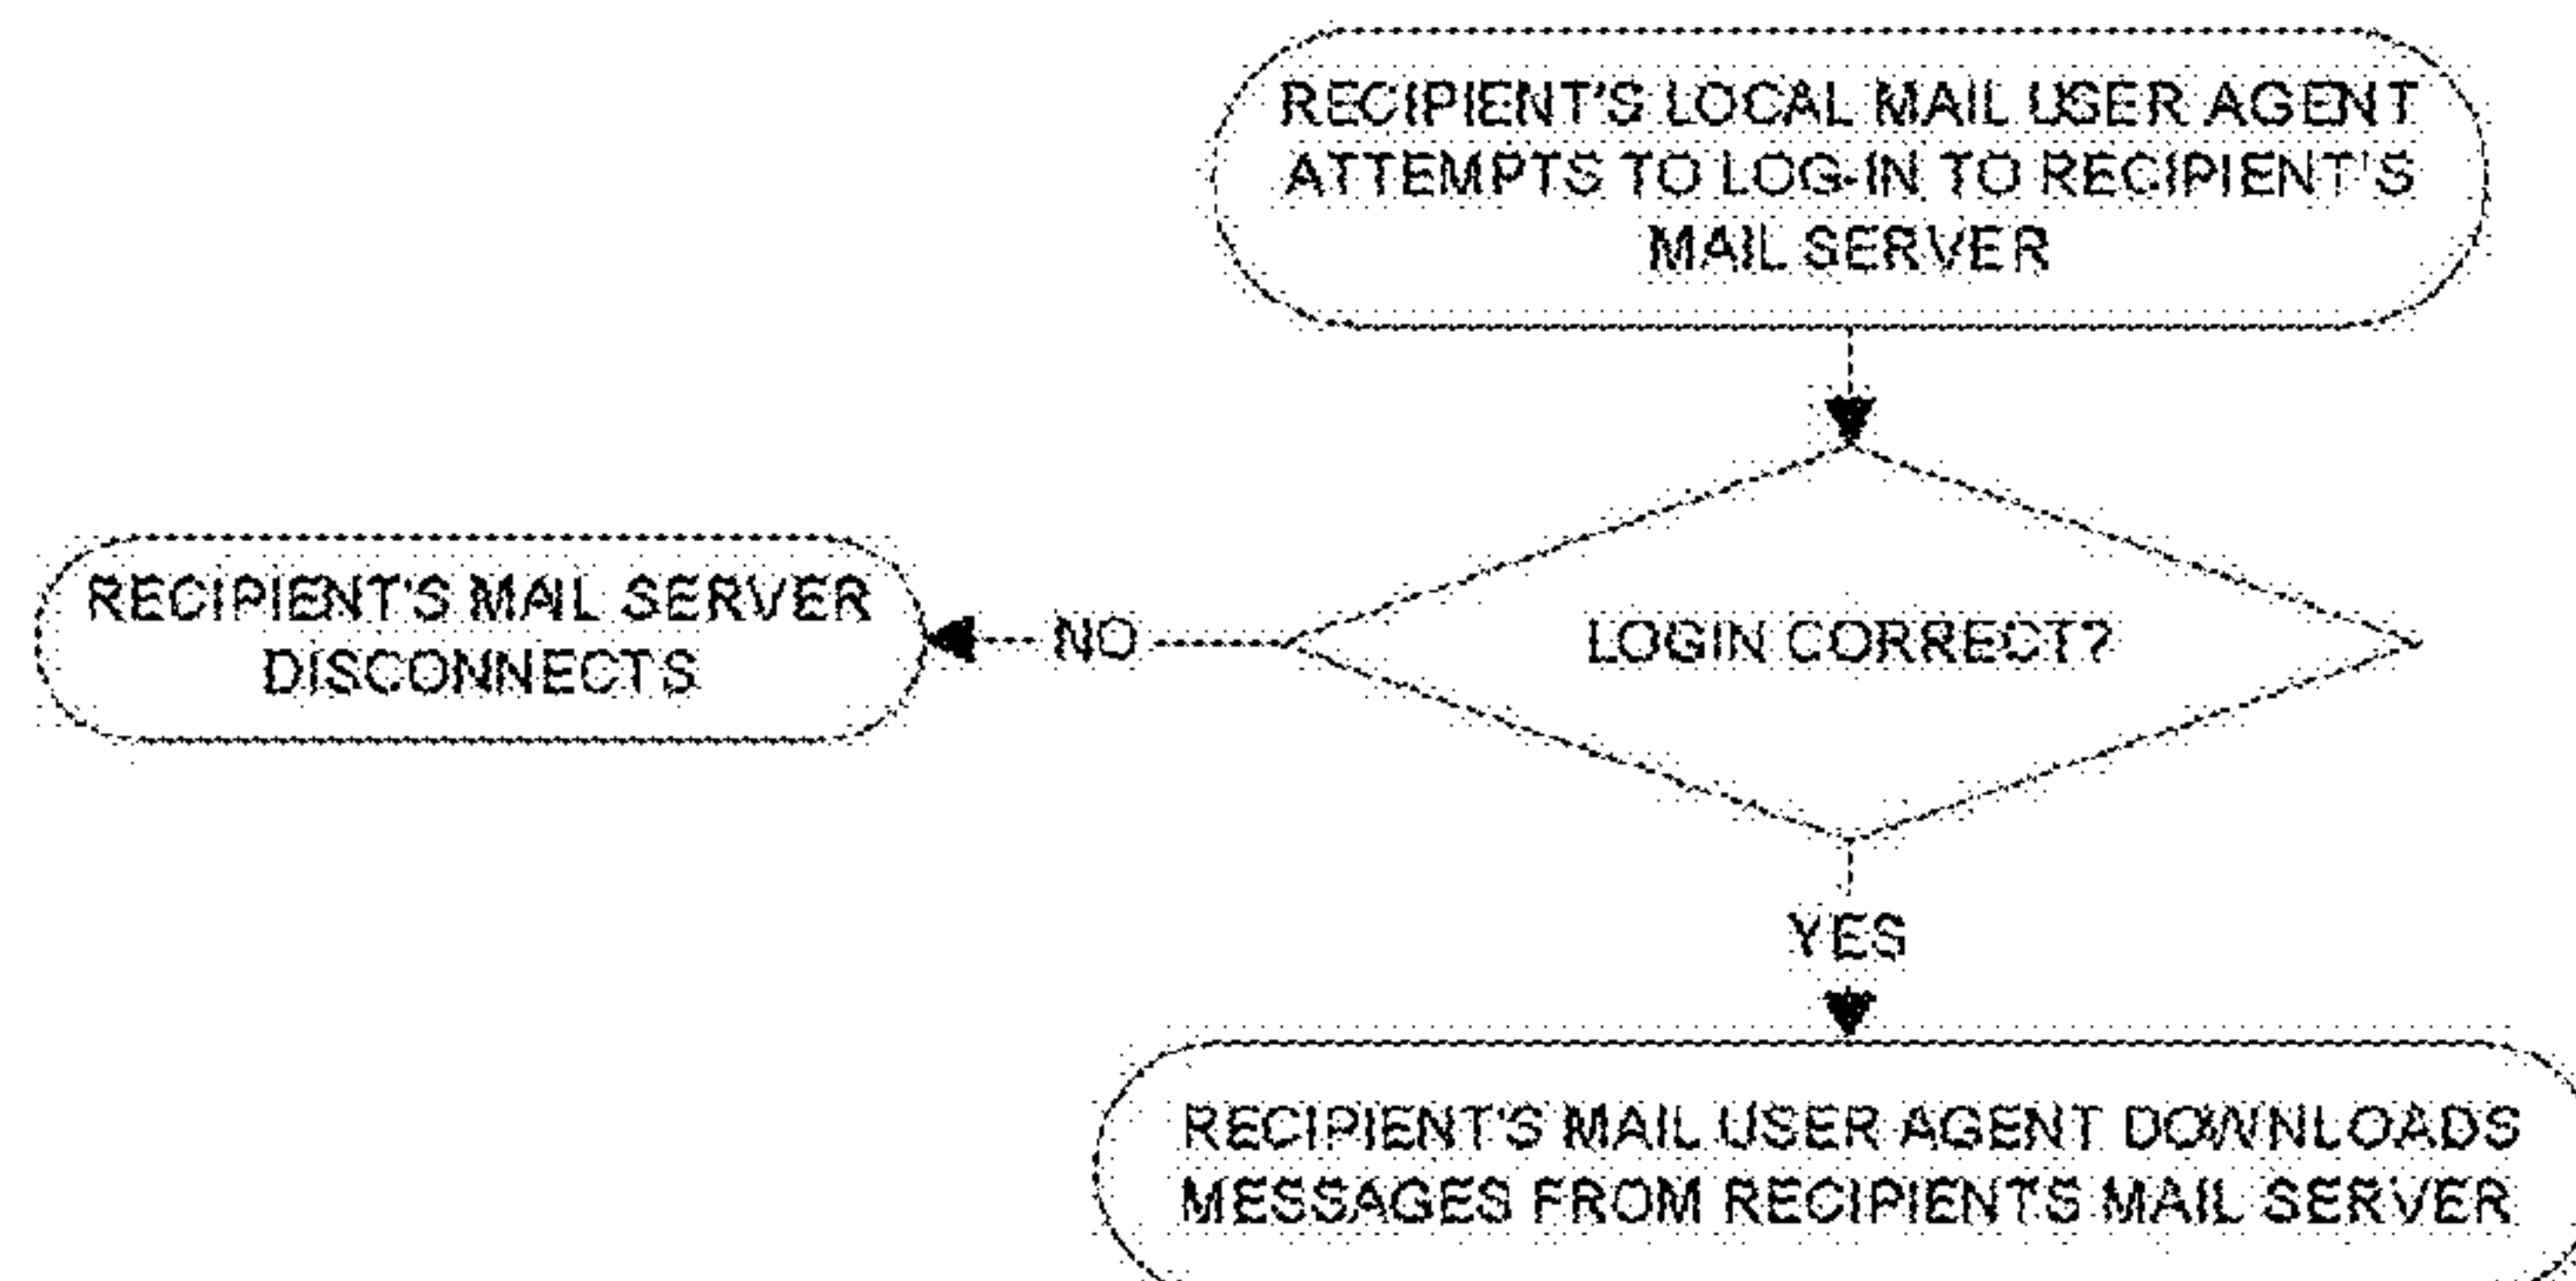 RECIPIENT'S LOCAL MAIL USER AGENT
ATTEMPTS TO LOG-IN TO RECIPIENT'S
MAIL SERVER
RECIPIENT'S MAIL SERVER
DISCONNECTS
NO
LOGIN CORRECT?
YES
RECIPIENT'S MAIL USER AGENT DOWNLOADS
MESSAGES FROM RECIPIENTS MAIL SERVER